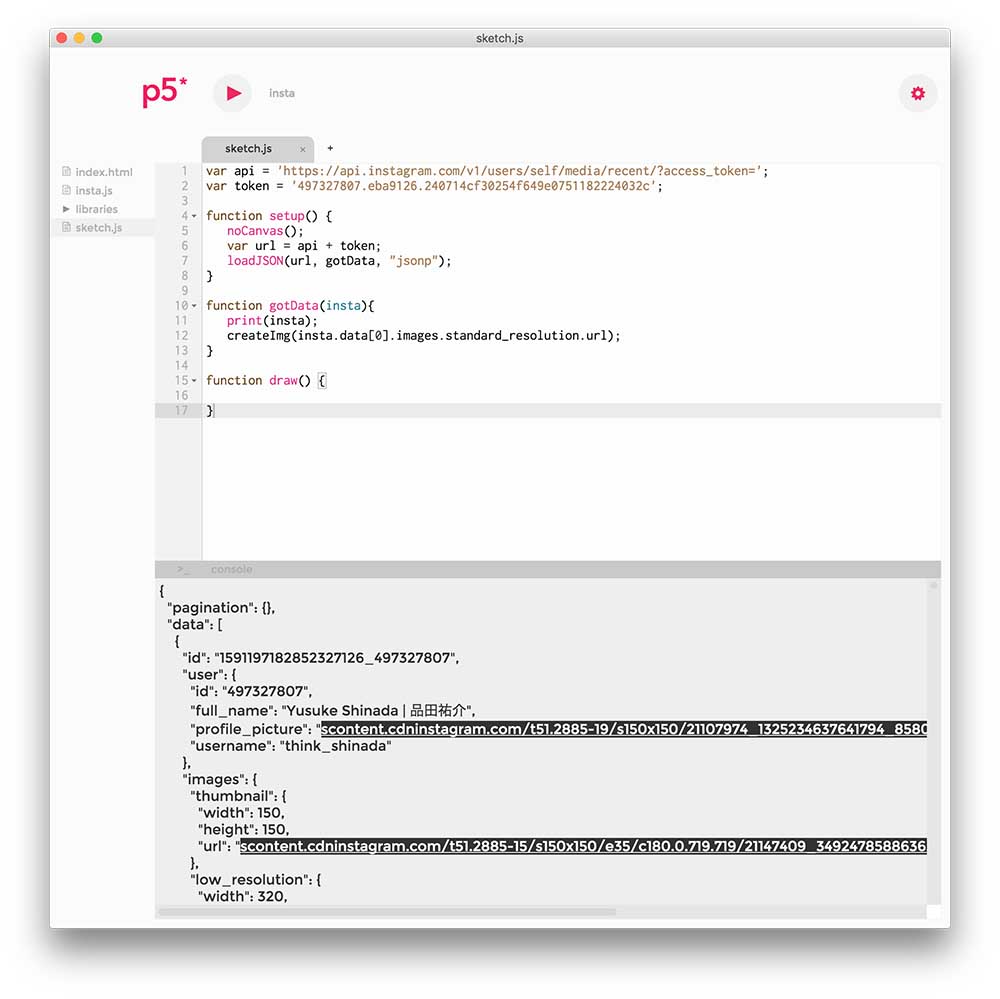 sketch.js
p5*
insta
sketch.js × +
index.html
insta.js
libraries
sketch.js
1 var api = 'https://api.instagram.com/v1/users/self/media/recent/?access_token=';
2 var token = '497327807.eba9126.240714cf30254f649e0751182224032c';
3
4 function setup() {
5 noCanvas();
6 var url = api + token;
7 loadJSON(url, gotData, "jsonp");
8 }
9
10 function gotData(insta){
11 print(insta);
12 createImg(insta.data[0].images.standard_resolution.url);
13 }
14
15 function draw() {
16
17 }
>_ console
{
"pagination": {},
"data": [
{
"id": "1591197182852327126_497327807",
"user": {
"id": "497327807",
"full_name": "Yusuke Shinada | 品田祐介",
"profile_picture": "scontent.cdninstagram.com/t51.2885-19/s150x150/21107974_1325234637641794_8580
"username": "think_shinada"
},
"images": {
"thumbnail": {
"width": 150,
"height": 150,
"url": "scontent.cdninstagram.com/t51.2885-15/s150x150/e35/c180.0.719.719/21147409_3492478588636
},
"low_resolution": {
"width": 320,